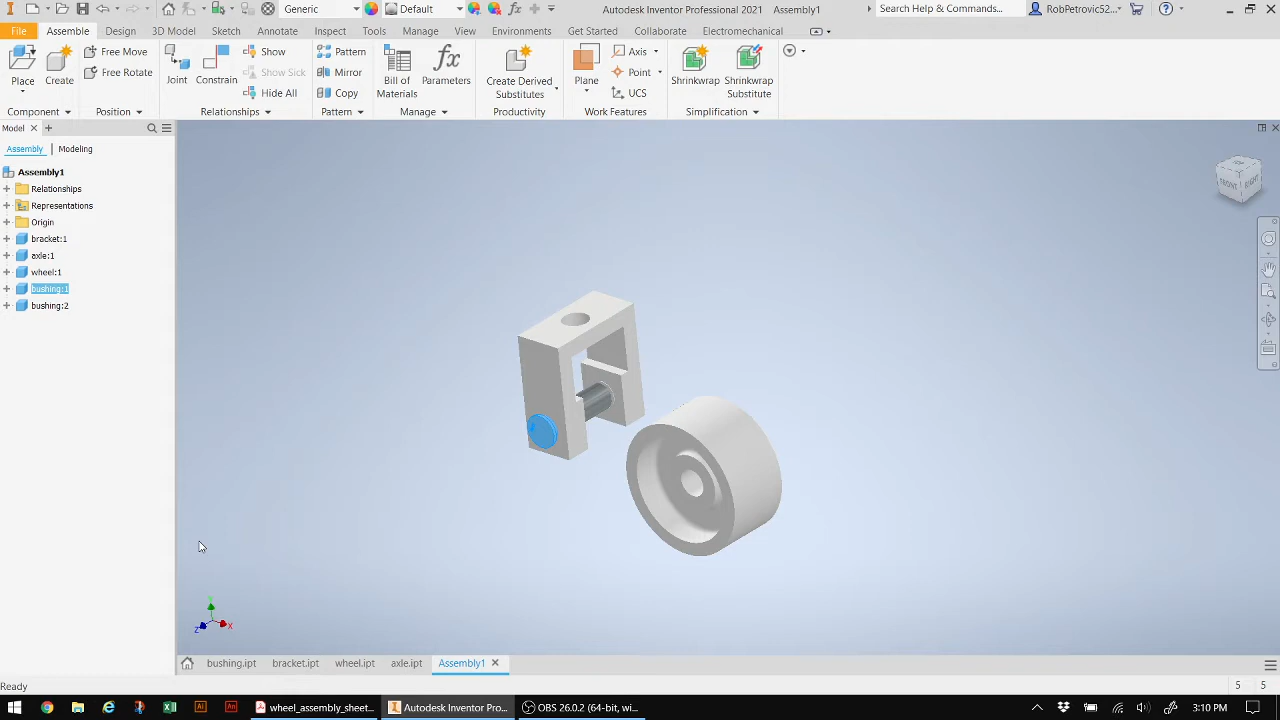 Generic
Default
Autodesk Inventor Professional 2021 Assembly1
Search Help & Commands...
Robletrovic52...
File Assemble Design 3D Model Sketch Annotate Inspect Tools Manage View Environments Get Started Collaborate Electromechanical
Place
Create
Free Move
Free Rotate
Component
Position
Joint
Constrain
Show
Show Sick
Hide All
Relationships
Pattern
Mirror
Copy
Pattern
Bill of
Materials
Parameters
Manage
Create Derived
Substitutes
Productivity
Plane
Axis
Point
UCS
Work Features
Shrinkwrap
Shrinkwrap
Substitute
Simplification
Model
Assembly Modeling
Assembly1
Relationships
Representations
Origin
bracket:1
axle:1
wheel:1
bushing:1
bushing:2
FRONT RIGHT
Y
Z X
bushing.ipt bracket.ipt wheel.ipt axle.ipt Assembly1
Ready
5 5
wheel_assembly_sheet...
Autodesk Inventor Pro...
OBS 26.0.2 (64-bit, wi...
3:10 PM